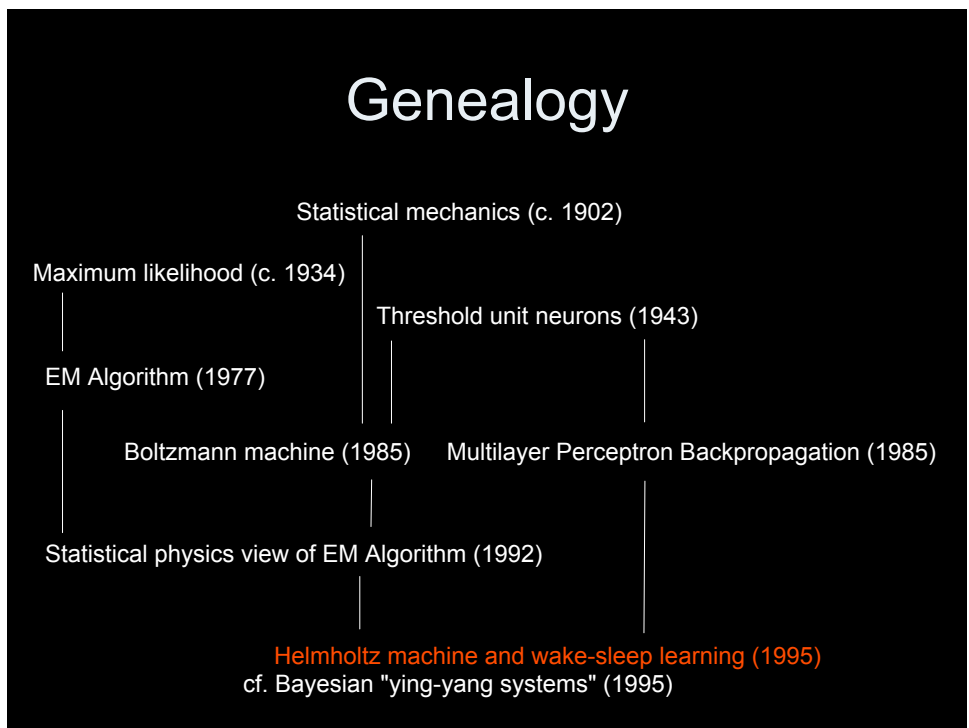 Genealogy
Statistical mechanics (c. 1902)
Maximum likelihood (c. 1934)
Threshold unit neurons (1943)
EM Algorithm (1977)
Boltzmann machine (1985)
Multilayer Perceptron Backpropagation (1985)
Statistical physics view of EM Algorithm (1992)
Helmholtz machine and wake-sleep learning (1995)
cf. Bayesian "ying-yang systems" (1995)